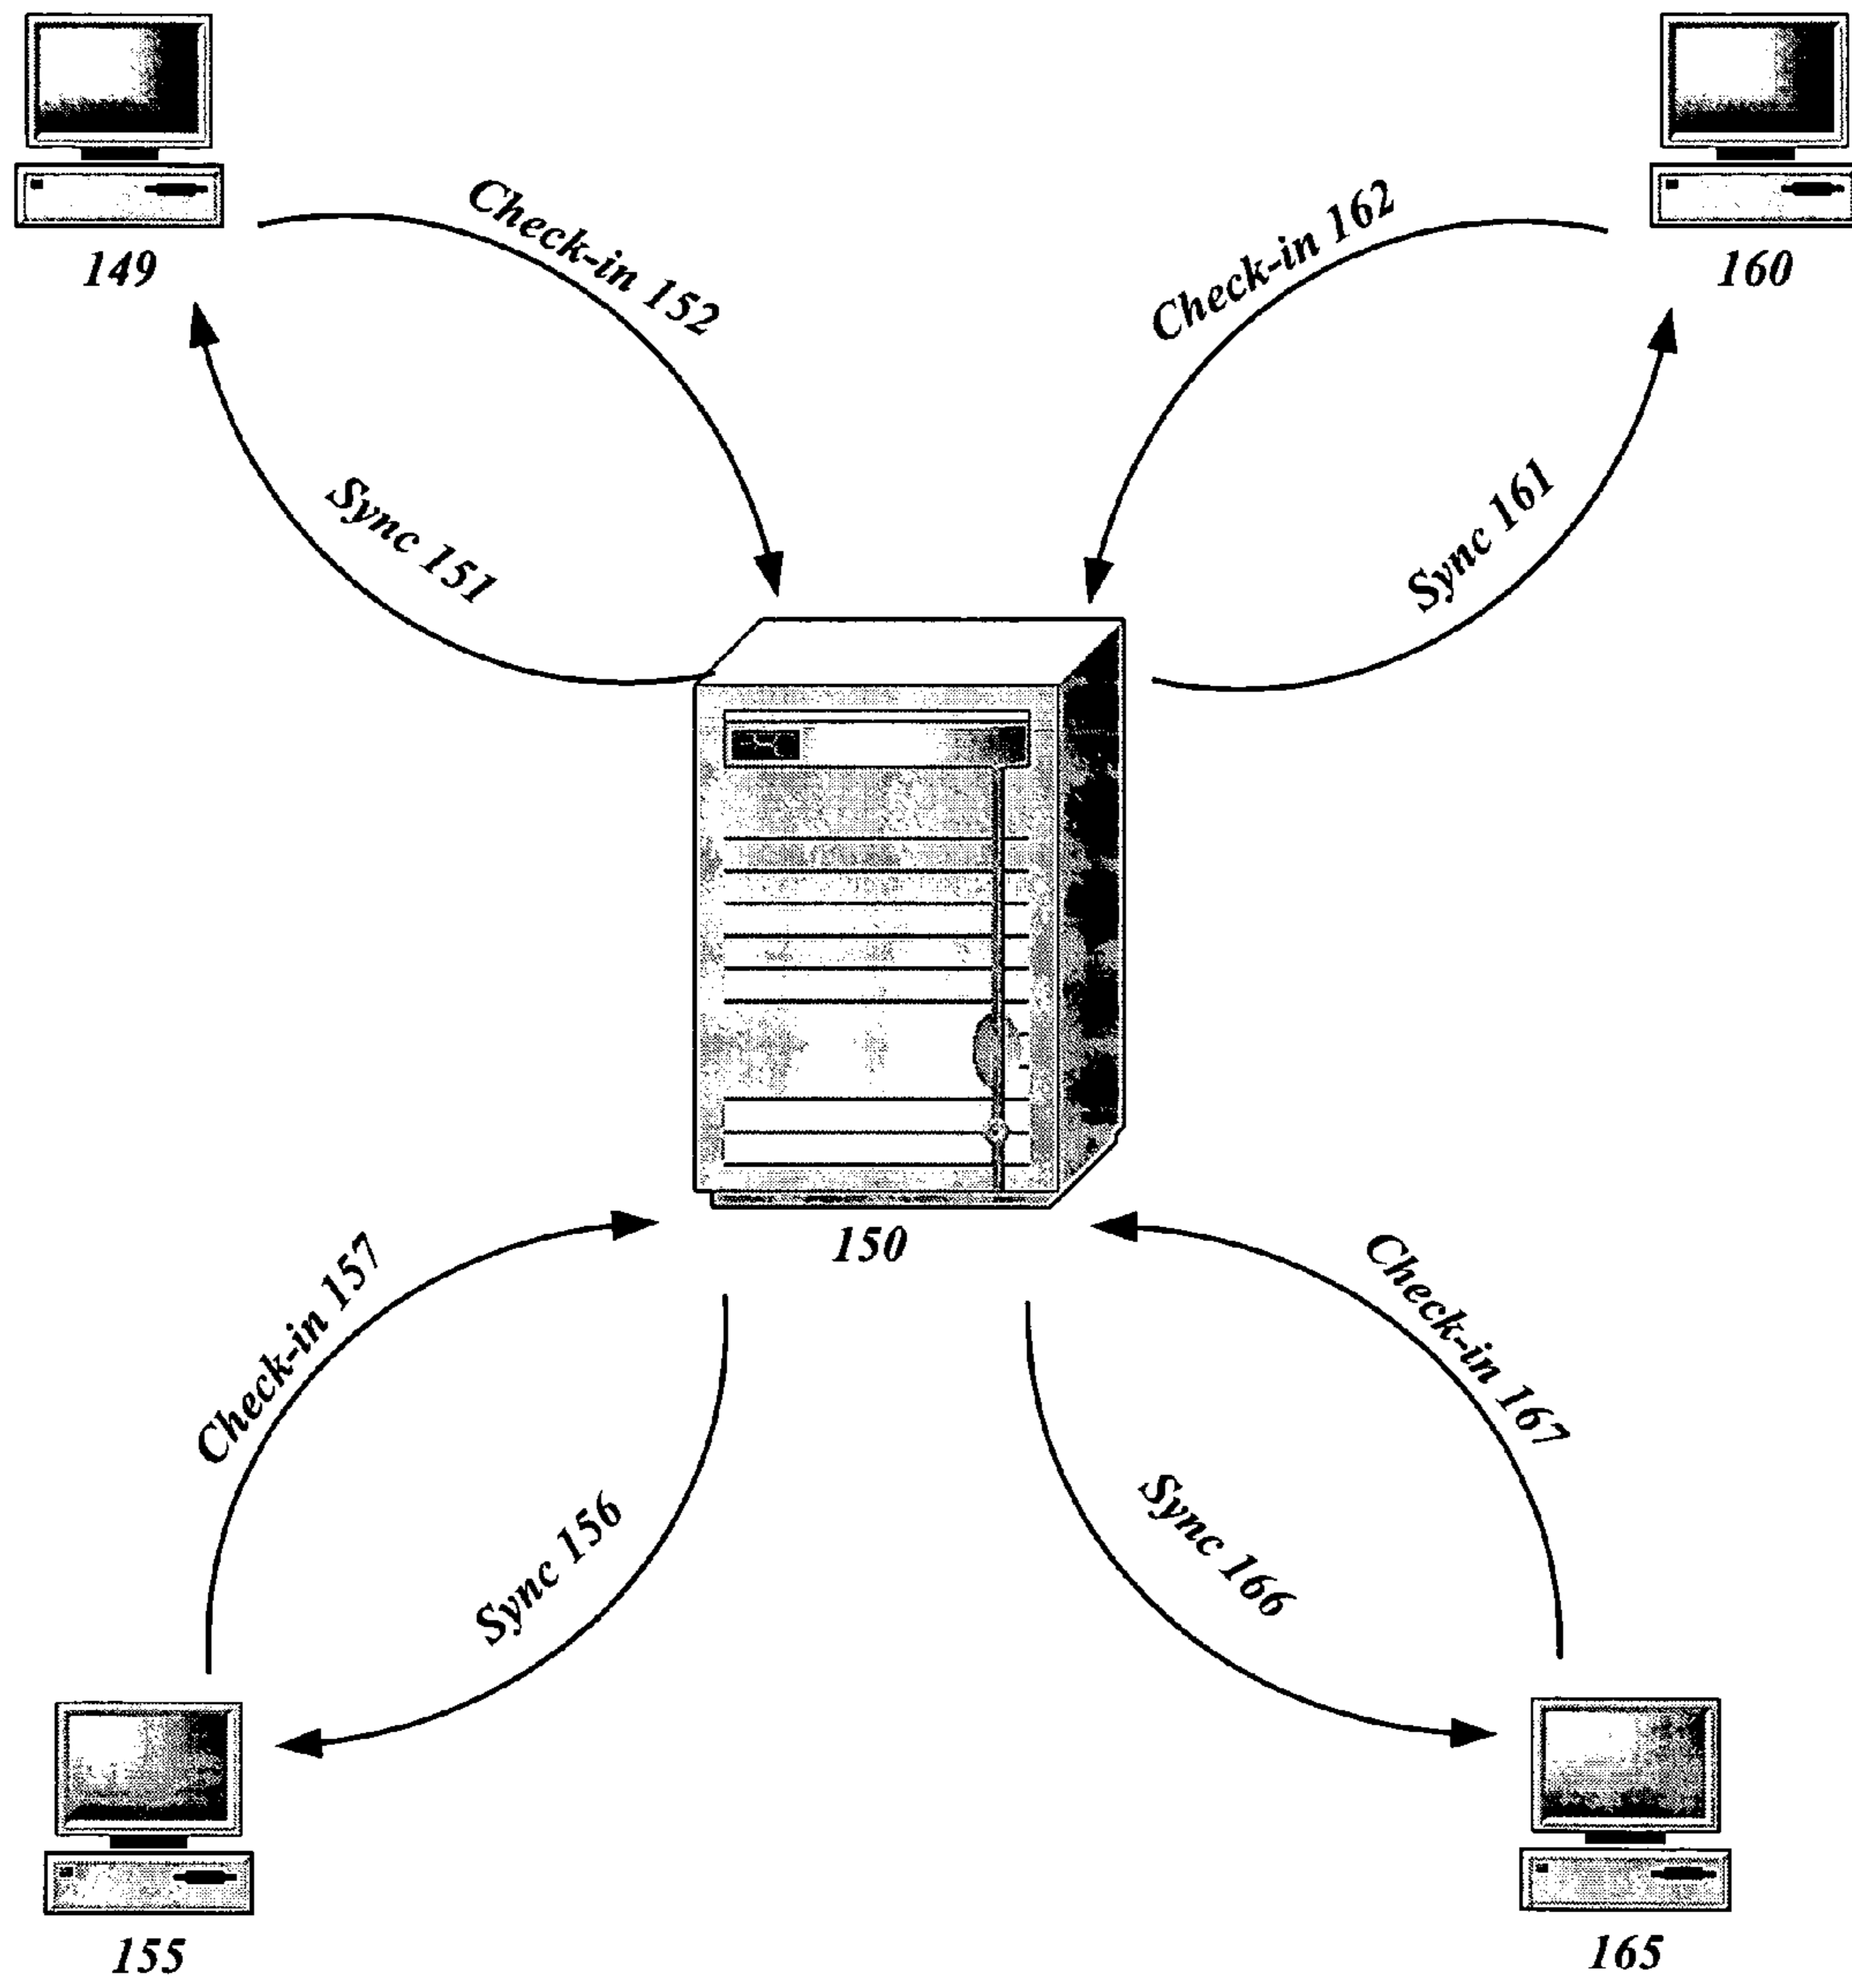 149
160
Check-in 152
Check-in 162
Sync 151
Sync 161
150
Check-in 157
Check-in 167
Sync 156
Sync 166
155
165